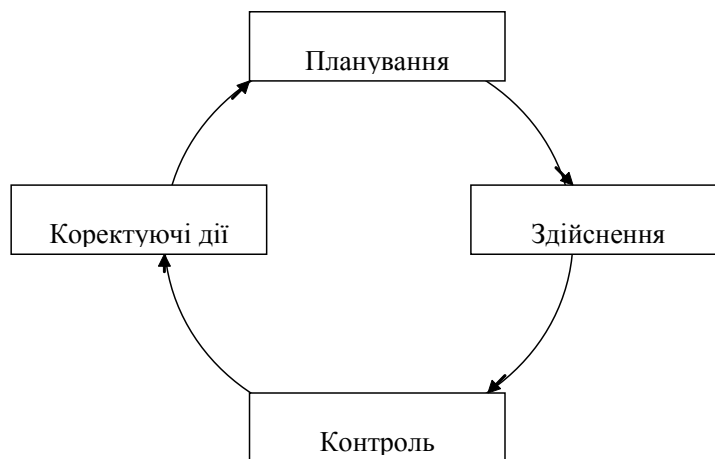 Планування
Коректуючі дії
Здійснення
Контроль